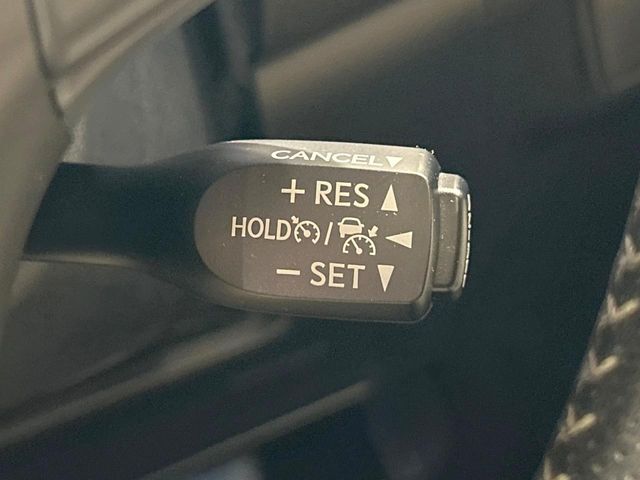 CANCEL▼
+ RES ▲
HOLD / ◀
− SET ▼